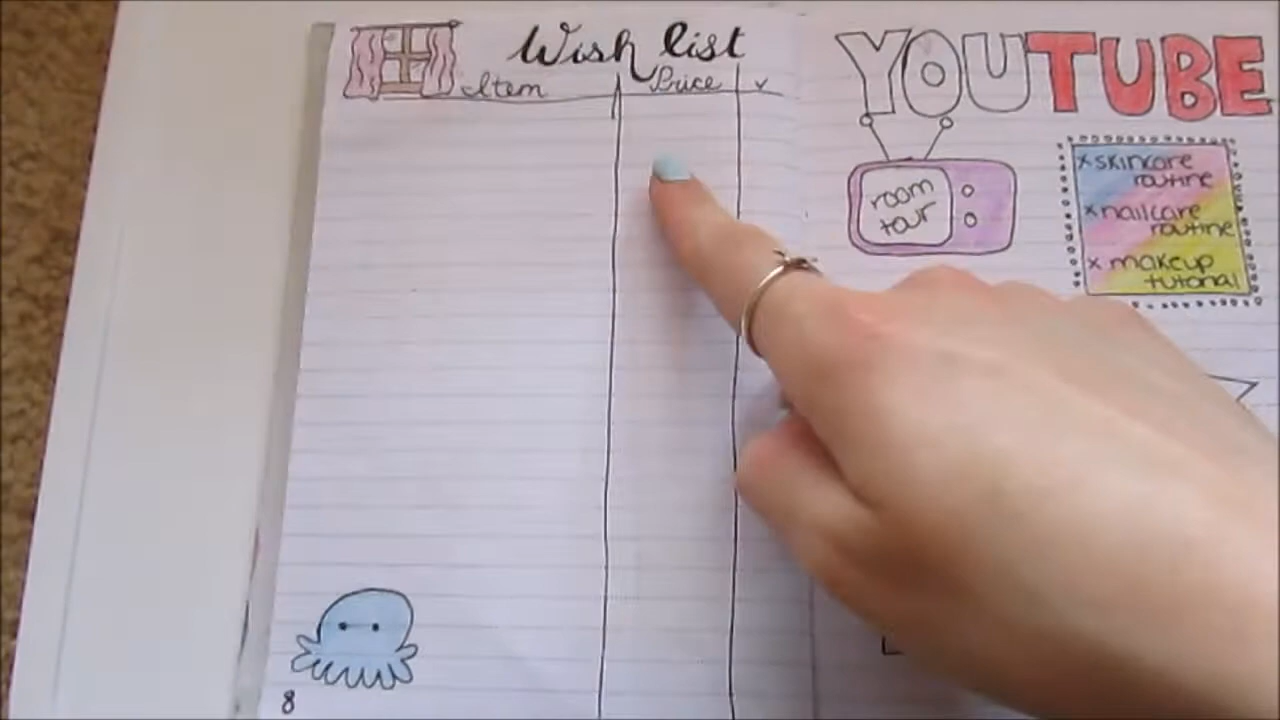 Wish list
Item Price ✓
8
YOUTUBE
room
tour
x skincare
routine
x nailcare
routine
x makeup
tutorial